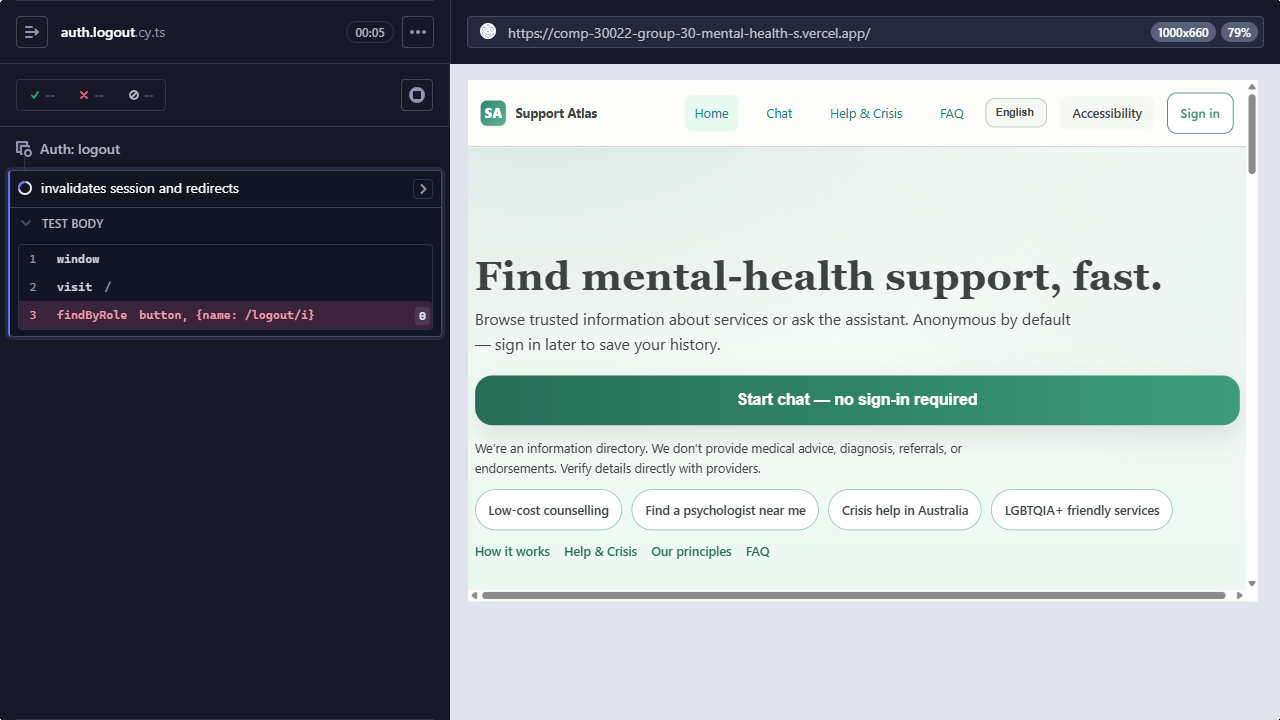 auth.logout.cy.ts
00:05
--
--
--
Auth: logout
invalidates session and redirects
TEST BODY
1 window
2 visit /
3 findByRole button, {name: /logout/i} 0
https://comp-30022-group-30-mental-health-s.vercel.app/
1000x660
79%
SA
Support Atlas
Home
Chat
Help & Crisis
FAQ
English
Accessibility
Sign in
Find mental-health support, fast.
Browse trusted information about services or ask the assistant. Anonymous by default
— sign in later to save your history.
Start chat — no sign-in required
We’re an information directory. We don’t provide medical advice, diagnosis, referrals, or
endorsements. Verify details directly with providers.
Low-cost counselling
Find a psychologist near me
Crisis help in Australia
LGBTQIA+ friendly services
How it works
Help & Crisis
Our principles
FAQ